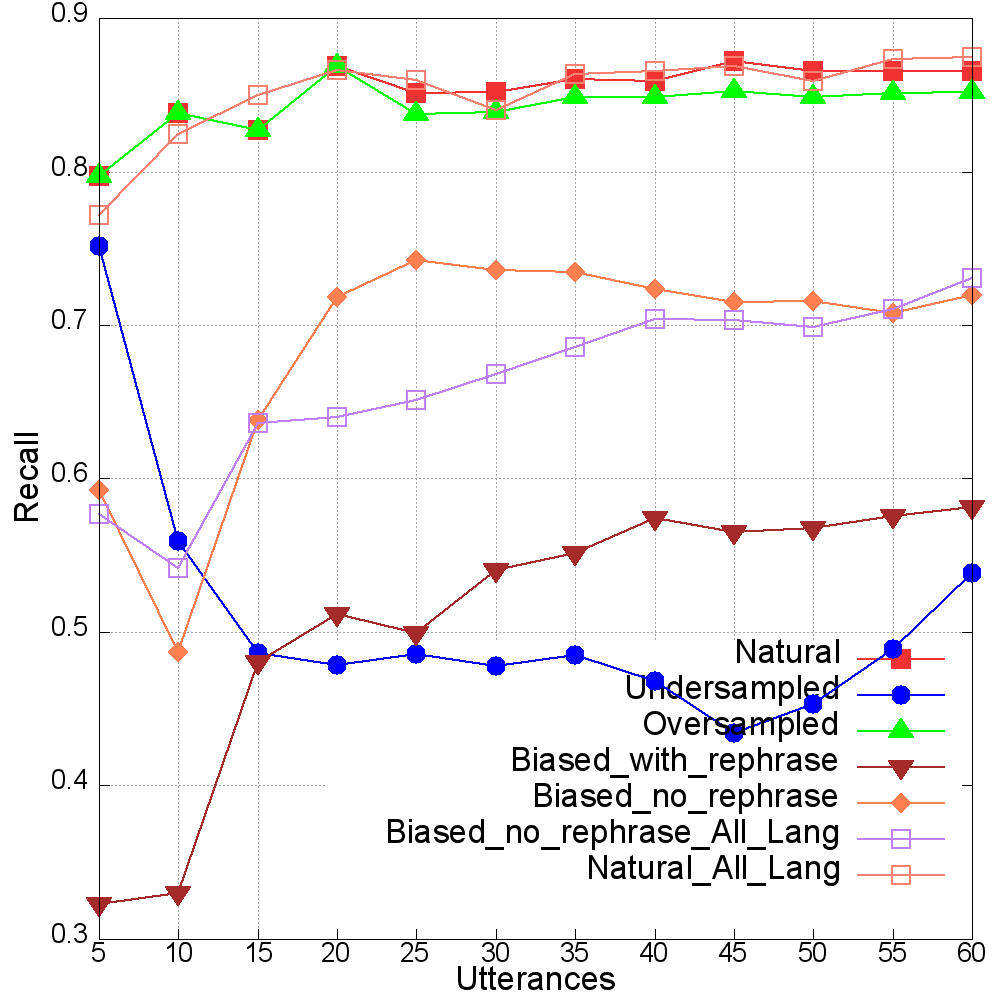 0.9
0.8
0.7
0.6
0.5
0.4
0.3
Recall
Natural
Undersampled
Oversampled
Biased_with_rephrase
Biased_no_rephrase
Biased_no_rephrase_All_Lang
Natural_All_Lang
5 10 15 20 25 30 35 40 45 50 55 60
Utterances